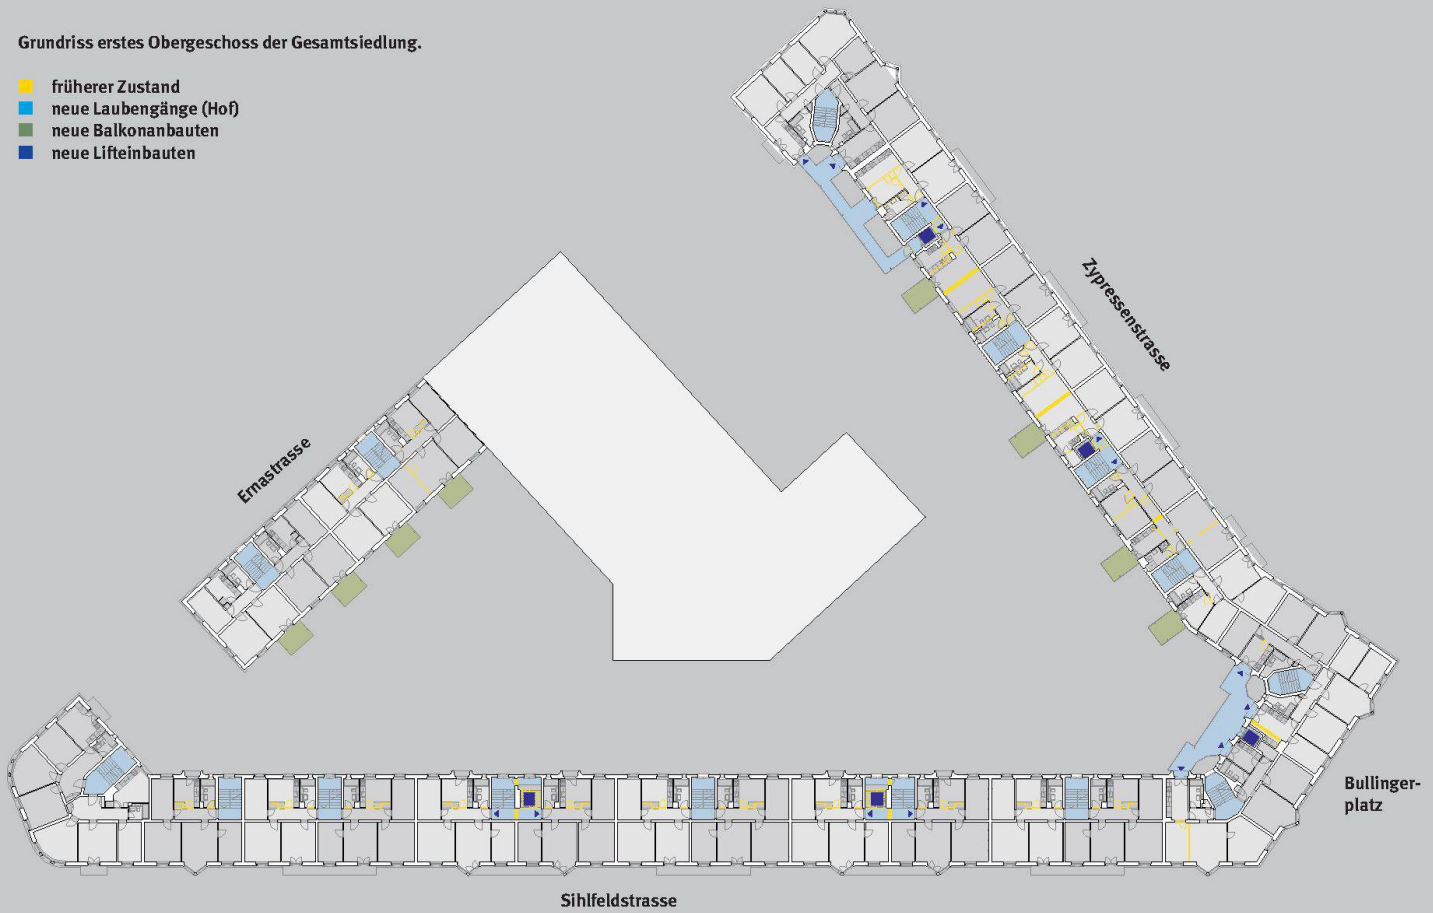 Grundriss erstes Obergeschoss der Gesamtsiedlung.
früherer Zustand
neue Laubengänge (Hof)
neue Balkonanbauten
neue Lifteinbauten
Zypressenstrasse
Ernastrasse
Bullinger-
platz
Sihlfeldstrasse